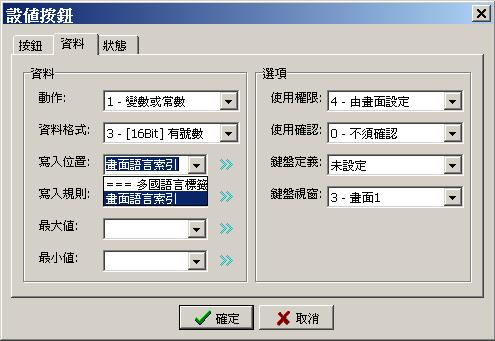 設値按鈕
按鈕 資料 狀態
資料
動作: 1 - 變數或常數
資料格式: 3 - [16Bit] 有號數
寫入位置: 畫面語言索引
=== 多國語言標籤
寫入規則: 畫面語言索引
最大值:
最小值:
選項
使用權限: 4 - 由畫面設定
使用確認: 0 - 不須確認
鍵盤定義: 未設定
鍵盤視窗: 3 - 畫面1
確定 取消